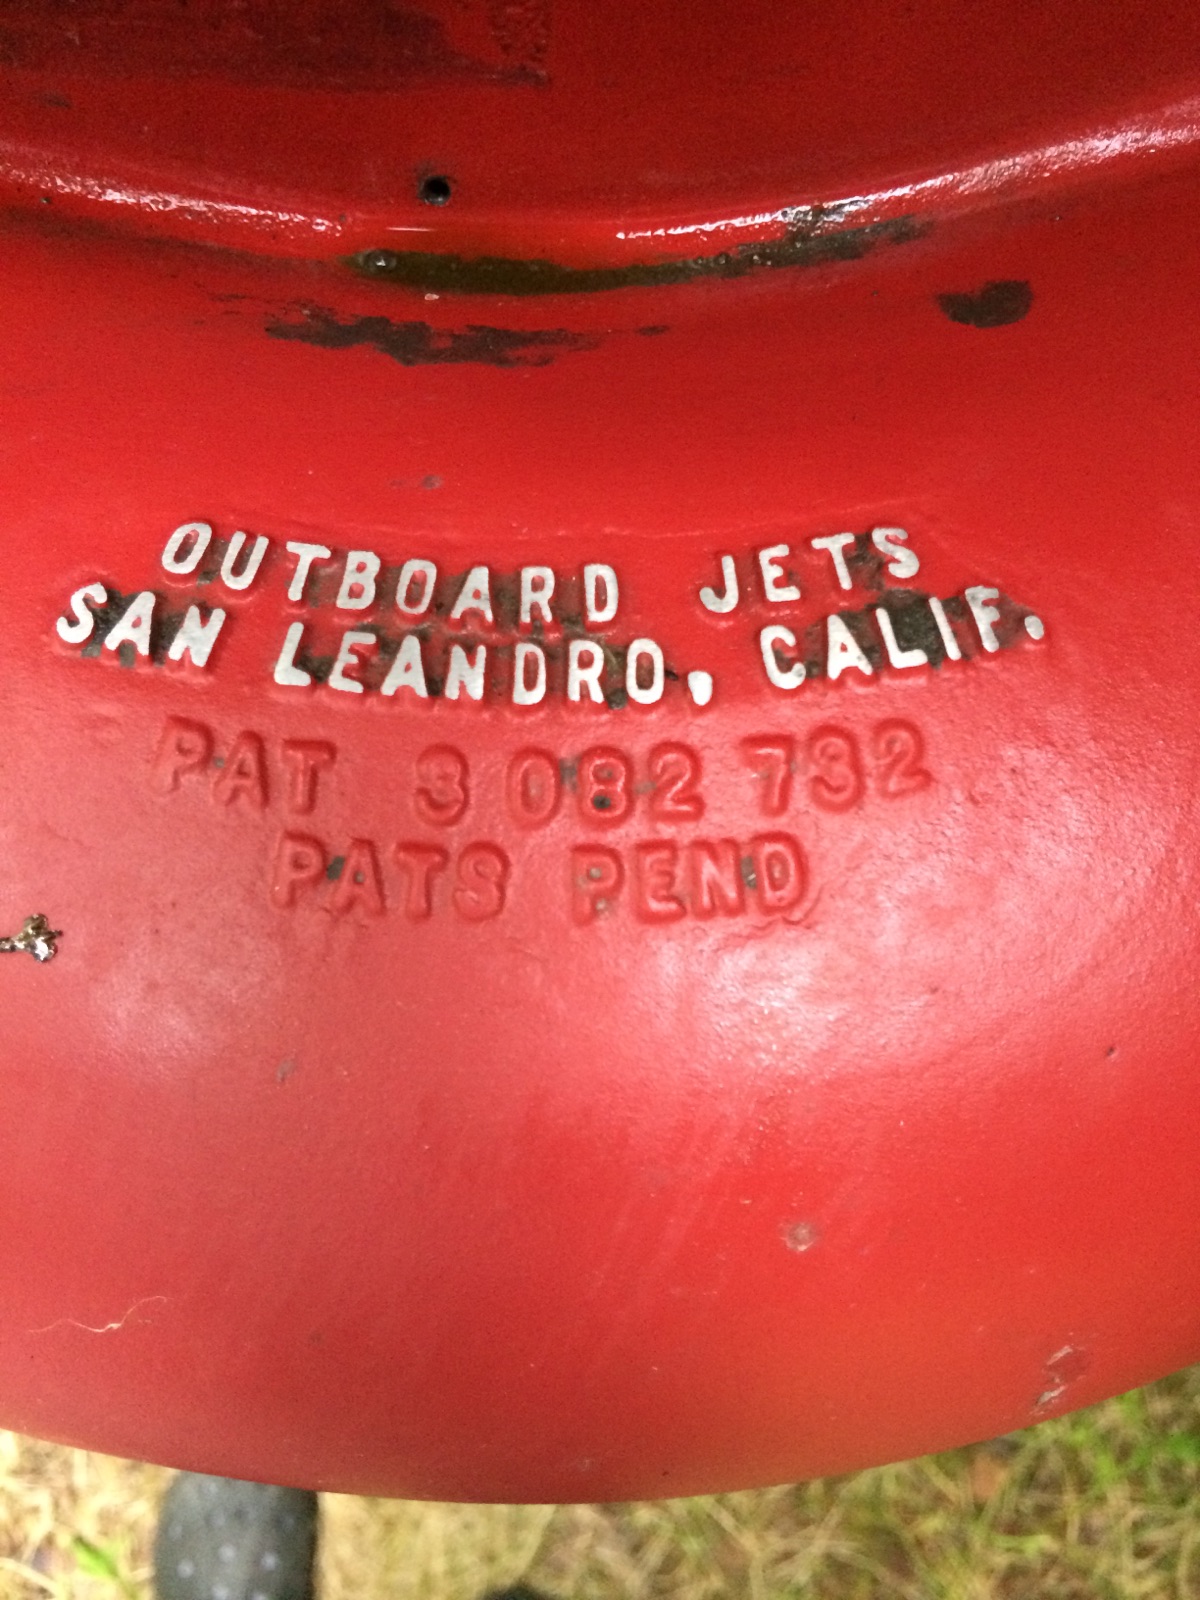 OUTBOARD JETS
SAN LEANDRO, CALIF.
PAT 3 082 732
PATS PEND